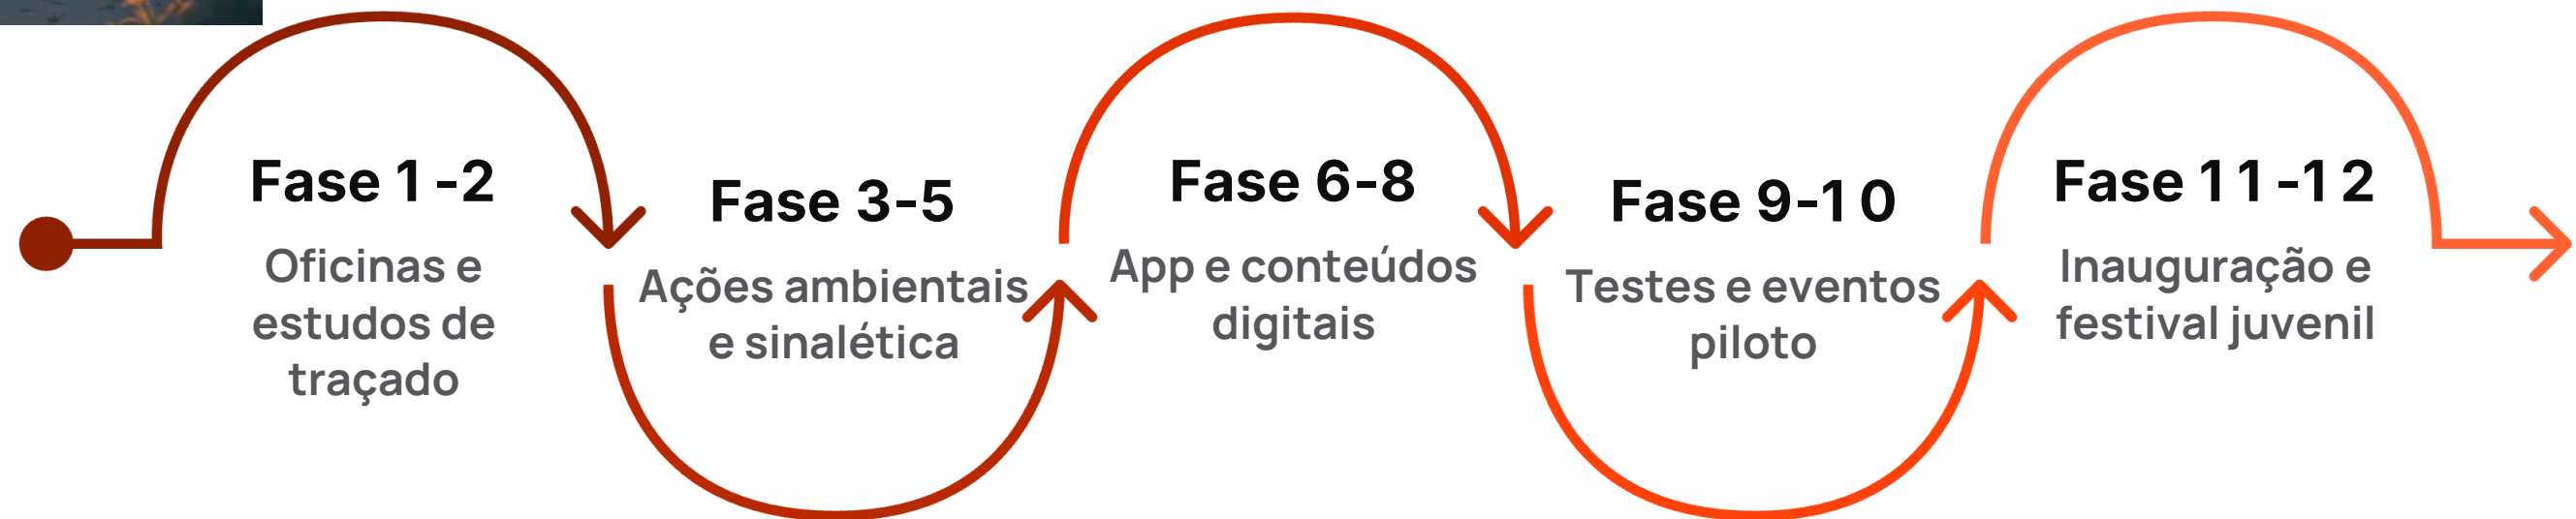 Fase 1-2
Oficinas e
estudos de
traçado
Fase 3-5
Ações ambientais
e sinalética
Fase 6-8
App e conteúdos
digitais
Fase 9-10
Testes e eventos
piloto
Fase 11-12
Inauguração e
festival juvenil